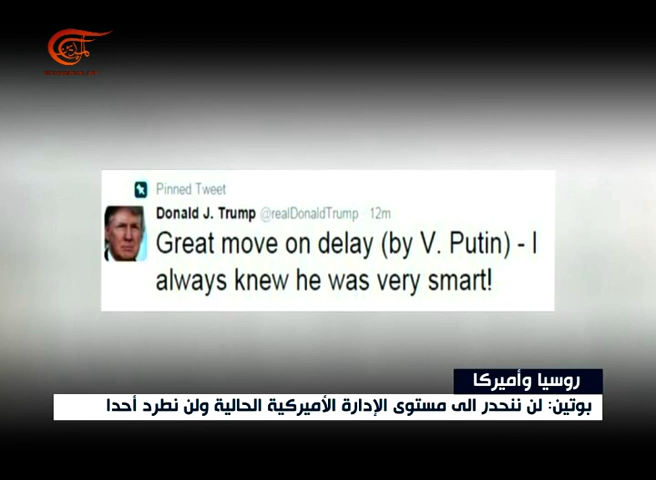 الميادين
Pinned Tweet
Donald J. Trump @realDonaldTrump · 12m
Great move on delay (by V. Putin) - I
always knew he was very smart!
روسيا وأميركا
بوتين: لن ننحدر الى مستوى الإدارة الأميركية الحالية ولن نطرد أحدا